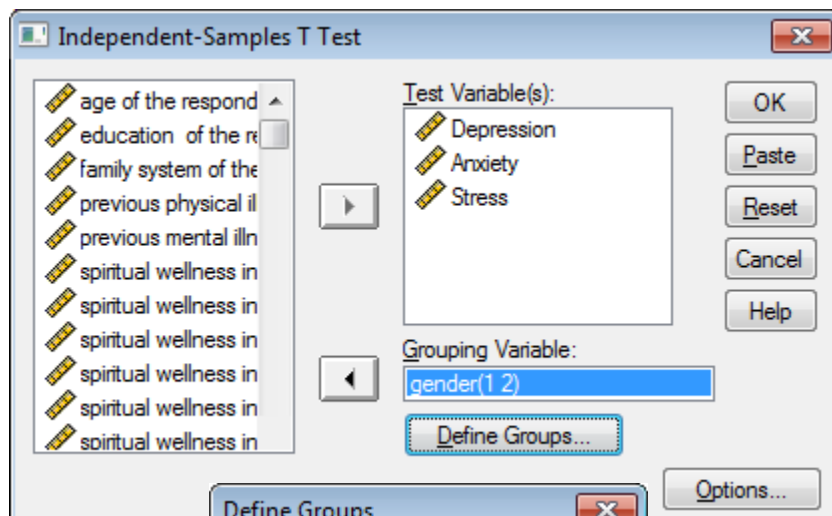 Independent-Samples T Test
age of the respond
education of the re
family system of the
previous physical il
previous mental illn
spiritual wellness in
spiritual wellness in
spiritual wellness in
spiritual wellness in
spiritual wellness in
spiritual wellness in
Test Variable(s):
Depression
Anxiety
Stress
Grouping Variable:
gender(1 2)
Define Groups...
OK
Paste
Reset
Cancel
Help
Options...
Define Groups